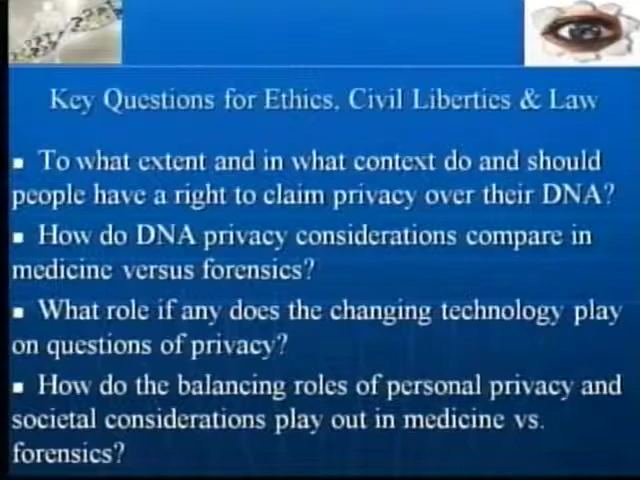 Key Questions for Ethics, Civil Liberties & Law
▪ To what extent and in what context do and should
people have a right to claim privacy over their DNA?
▪ How do DNA privacy considerations compare in
medicine versus forensics?
▪ What role if any does the changing technology play
on questions of privacy?
▪ How do the balancing roles of personal privacy and
societal considerations play out in medicine vs.
forensics?